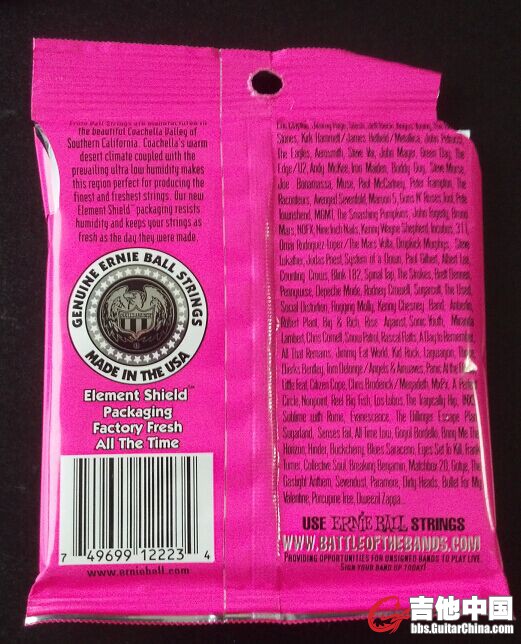 Ernie Ball Strings are manufactured in
the beautiful Coachella Valley of
Southern California. Coachella's warm
desert climate coupled with the
prevailing ultra low humidity makes
this region perfect for producing the
finest and freshest strings. Our new
Element Shield™ packaging resists
humidity and keeps your strings as
fresh as the day they were made.
GENUINE ERNIE BALL STRINGS
MADE IN THE USA
Element Shield™
Packaging
Factory Fresh
All The Time
7 49699 12223 4
www.ernieball.com
Eric Clapton, Jimmy Page, Slash, Jeff Beck,
Stones, Kirk Hammett/James Hetfield/Metallica, John Petrucci,
The Eagles, Aerosmith, Steve Vai, John Mayer, Green Day, The
Edge/U2, Andy McKee, Iron Maiden, Buddy Guy, Steve Morse,
Joe Bonamassa, Muse, Paul McCartney, Peter Frampton, The
Raconteurs, Avenged Sevenfold, Maroon 5, Guns N' Roses, Pete
Townshend, MGMT, The Smashing Pumpkins, John Fogerty, Bruno
Mars, NOFX, Nine Inch Nails, Kenny Wayne Shepherd, Incubus, 311,
Omar Rodriguez-Lopez/The Mars Volta, Dropkick Murphys, Steve
Lukather, Judas Priest, System of a Down, Paul Gilbert, Albert Lee,
Counting Crows, Blink 182, Spinal Tap, The Strokes, Brett Dennen,
Pennywise, Depeche Mode, Rodney Crowell, Sugarcult, The Used,
Social Distortion, Flogging Molly, Kenny Chesney Band, Anberlin,
Robert Plant, Big & Rich, Rise Against, Sonic Youth, Miranda
Lambert, Chris Cornell, Snow Patrol, Rascal Flatts, A Day to Remember,
All That Remains, Jimmy Eat World, Kid Rock, Larguange,
Dierks Bentley, Tom Delonge/Angels & Airwaves, Panic At the
Little Feat, Citizen Cope, Chris Broderick/Megadeth, MxPx, A Perfect
Circle, Nonpoint, Reel Big Fish, Los Lobos, The Tragically Hip, INXS,
Sublime with Rome, Evanescence, The Dillinger Escape Plan,
Sugarland, Senses Fail, All Time Low, Gogol Bordello, Bring Me The
Horizon, Hinder, Buckcherry, Blues Saraceno, Eyes Set To Kill, Frank
Turner, Collective Soul, Breaking Benjamin, Matchbox 20, Gojira, The
Gaslight Anthem, Sevendust, Paramore, Dirty Heads, Bullet For My
Valentine, Porcupine Tree, Dweezil Zappa...
USE ERNIE BALL STRINGS
WWW.BATTLEOFTHEBANDS.COM
PROVIDING OPPORTUNITIES FOR UNSIGNED BANDS TO PLAY LIVE.
SIGN YOUR BAND UP TODAY!
吉他中国
bbs.GuitarChina.com